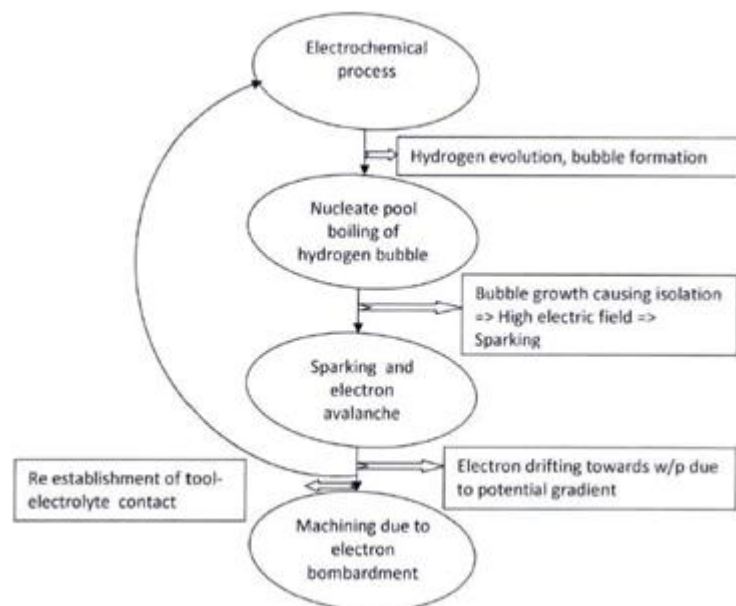 Electrochemical
process
Hydrogen evolution, bubble formation
Nucleate pool
boiling of
hydrogen bubble
Bubble growth causing isolation
=> High electric field =>
Sparking
Sparking and
electron
avalanche
Re establishment of tool-
electrolyte contact
Electron drifting towards w/p due
to potential gradient
Machining due to
electron
bombardment